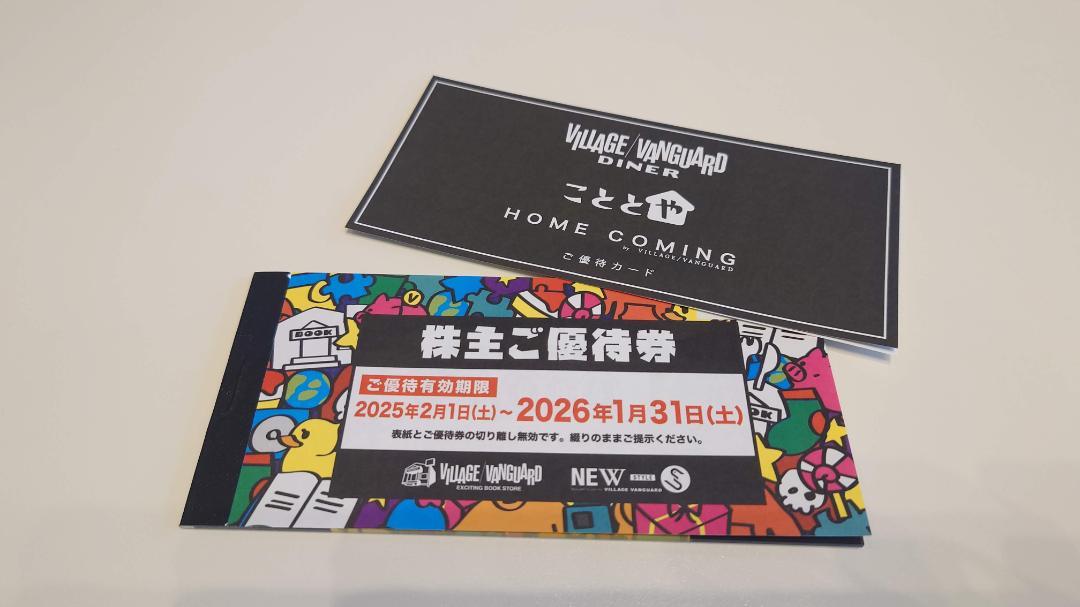 VILLAGE/VANGUARD
DINER
こととや
HOME COMING
by VILLAGE/VANGUARD
ご優待カード
V
BOOK
株主ご優待券
ご優待有効期限
2025年2月1日(土)~2026年1月31日(土)
表紙とご優待券の切り離し無効です。綴りのままご提示ください。
VILLAGE/VANGUARD
EXCITING BOOK STORE
NEW STYLE
VILLAGE VANGUARD